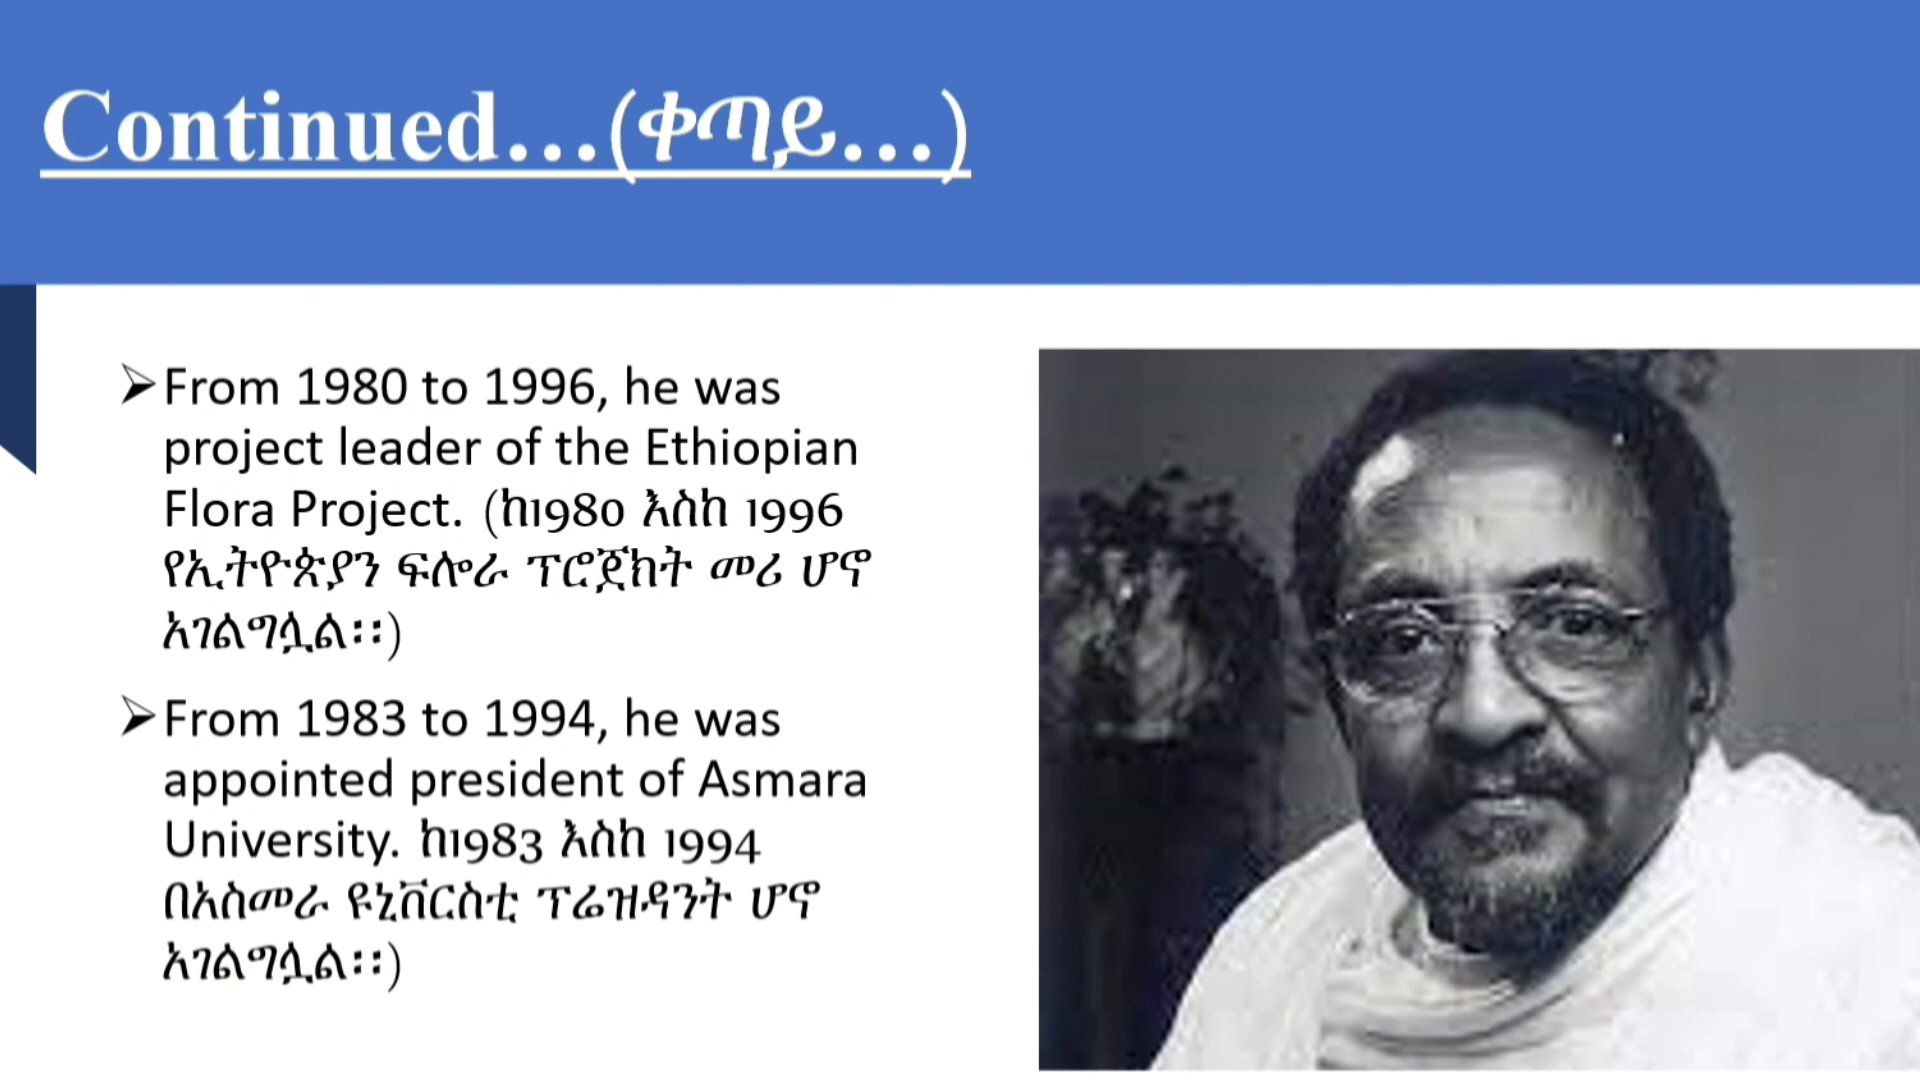 Continued…(ቀጣይ…)
From 1980 to 1996, he was
project leader of the Ethiopian
Flora Project. (ከ1980 እስከ 1996
የኢትዮጵያን ፍሎራ ፕሮጀክት መሪ ሆኖ
አገልግሏል፡፡)
From 1983 to 1994, he was
appointed president of Asmara
University. ከ1983 እስከ 1994
በአስመራ ዩኒቨርስቲ ፕሬዝዳንት ሆኖ
አገልግሏል፡፡)